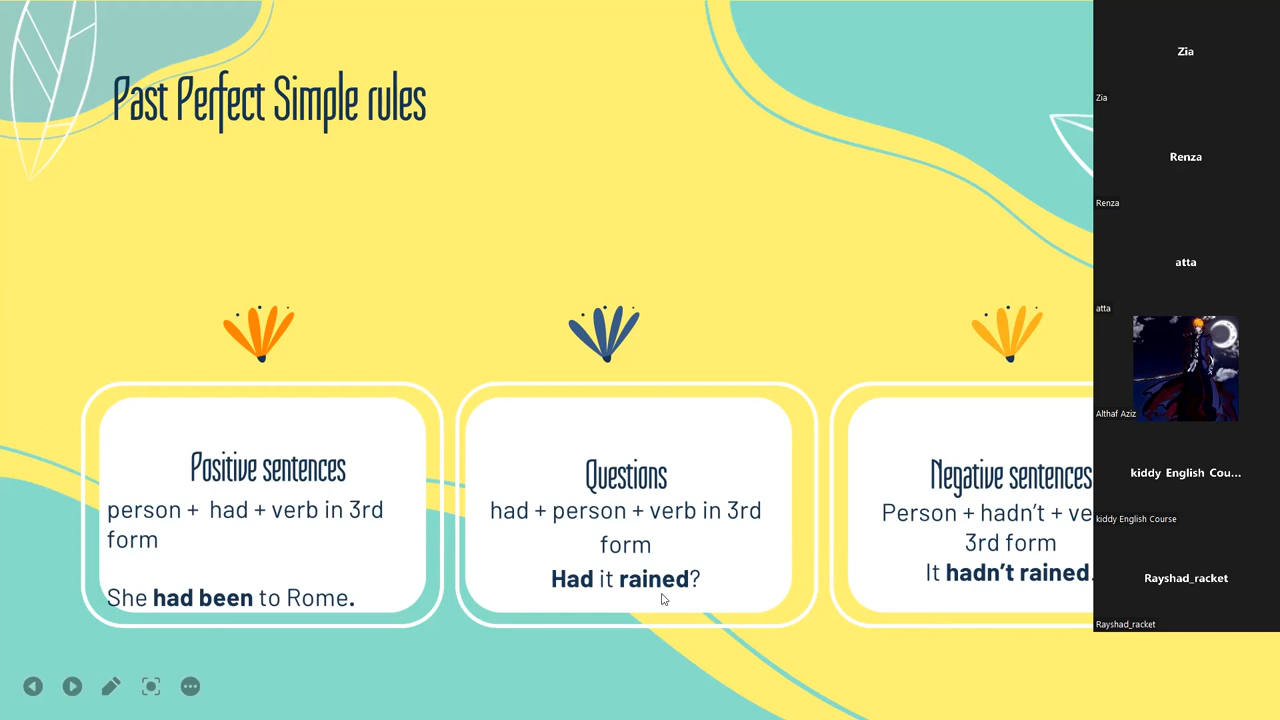 Past Perfect Simple rules
Positive sentences
person + had + verb in 3rd
form
She had been to Rome.
Questions
had + person + verb in 3rd
form
Had it rained?
Negative sentences
Person + hadn't + ve
3rd form
It hadn't rained.
Zia
Zia
Renza
Renza
atta
atta
Althaf Aziz
kiddy English Cou...
kiddy English Course
Rayshad_racket
Rayshad_racket